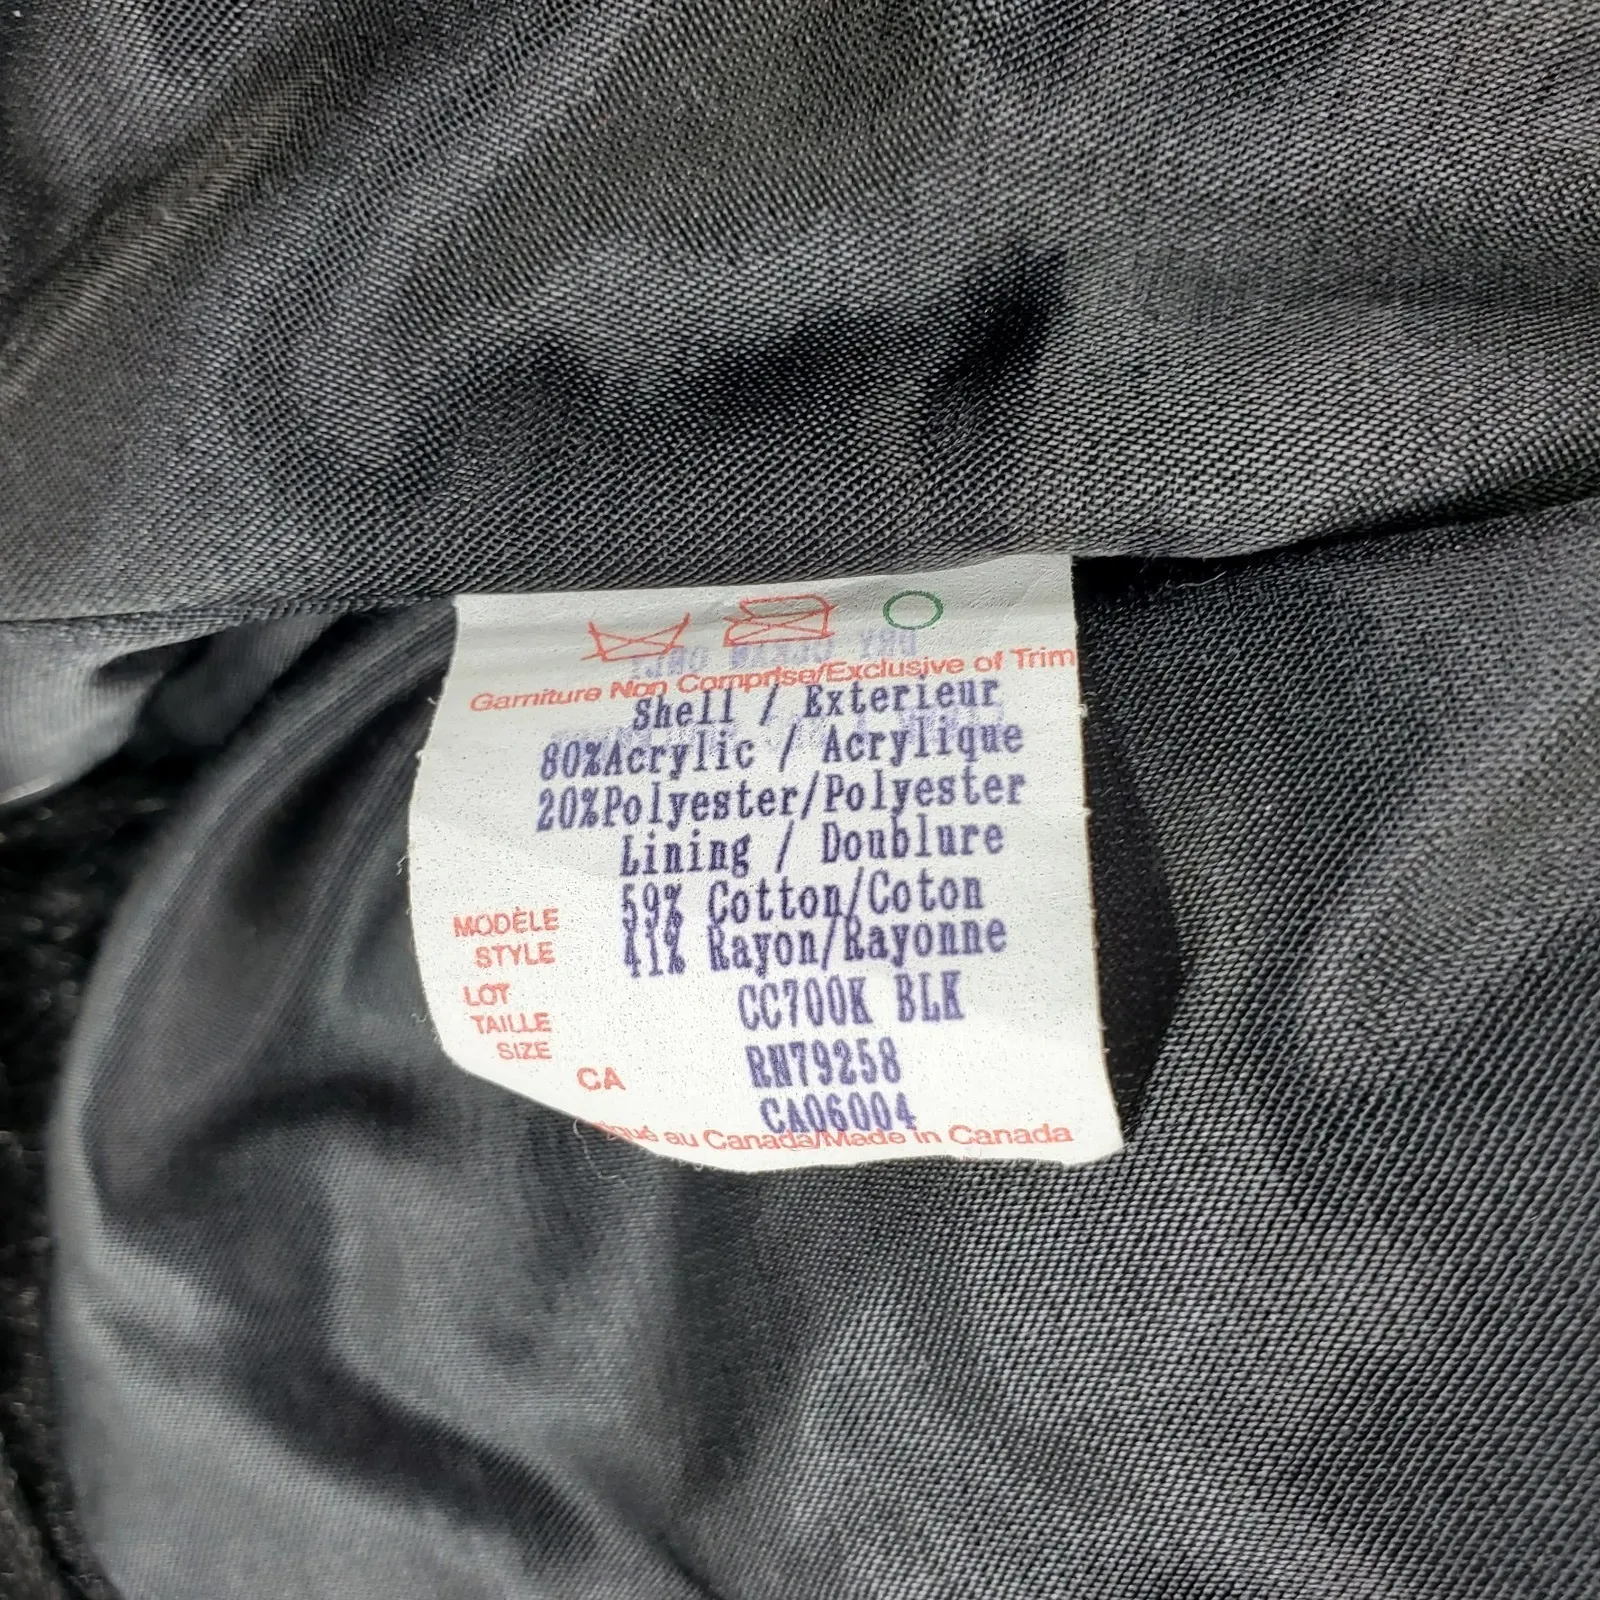 Garniture Non Comprise/Exclusive of Trim
Shell / Exterieur
80%Acrylic / Acrylique
20%Polyester/Polyester
Lining / Doublure
59% Cotton/Coton
MODÈLE
41% Rayon/Rayonne
STYLE
CC700K BLK
LOT
TAILLE
SIZE
RN79258
CA
CA06004
qué au Canada/Made in Canada